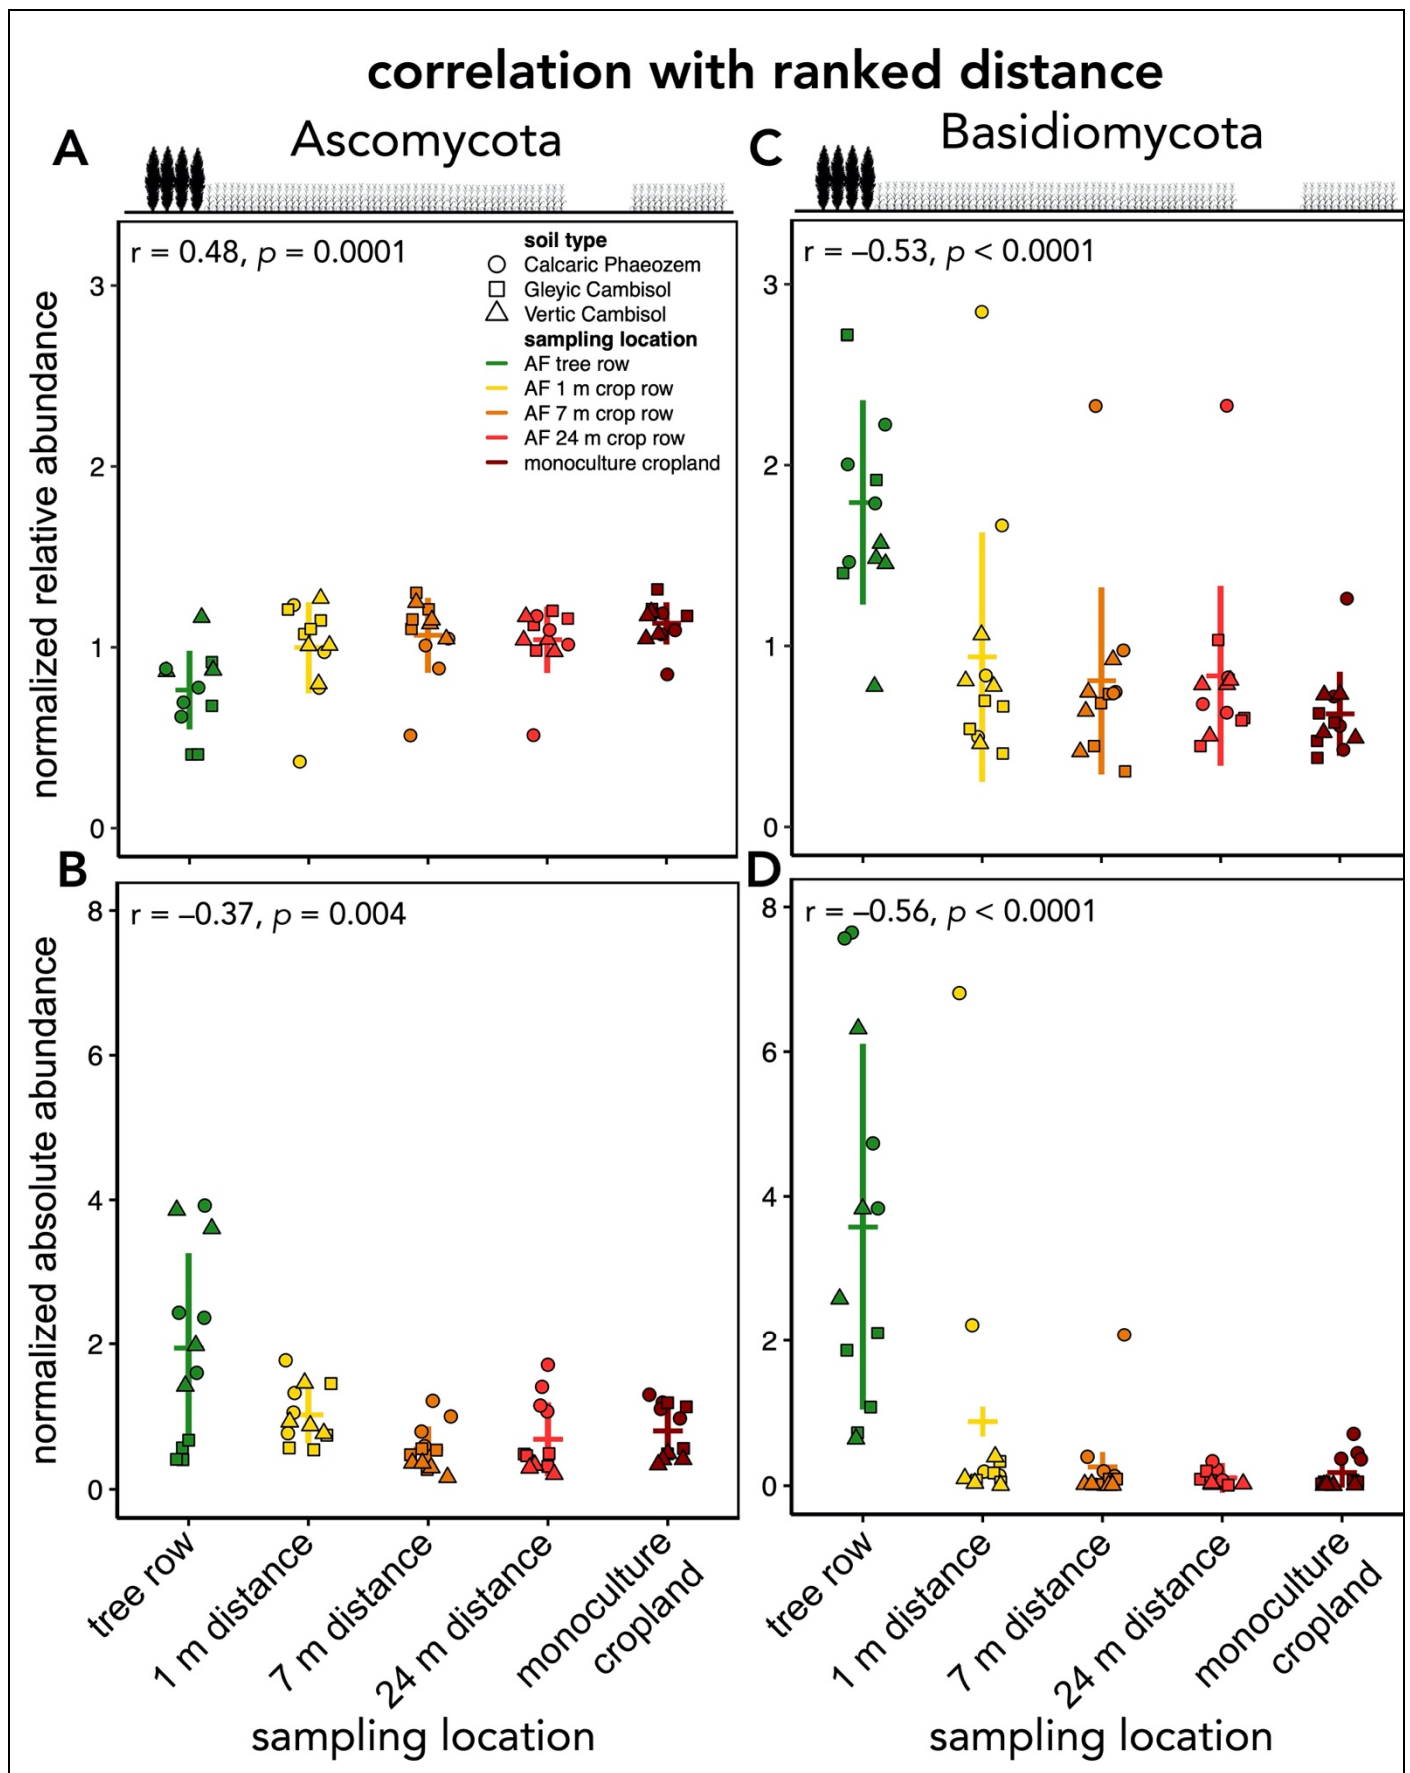 correlation with ranked distance
A
Ascomycota
r = 0.48, p = 0.0001
soil type
Calcaric Phaeozem
Gleyic Cambisol
Vertic Cambisol
sampling location
AF tree row
AF 1 m crop row
AF 7 m crop row
AF 24 m crop row
monoculture cropland
normalized relative abundance
3
2
1
0
C
Basidiomycota
r = –0.53, p < 0.0001
3
2
1
0
B
r = –0.37, p = 0.004
normalized absolute abundance
8
6
4
2
0
tree row
1 m distance
7 m distance
24 m distance
monoculture
cropland
sampling location
D
r = –0.56, p < 0.0001
8
6
4
2
0
tree row
1 m distance
7 m distance
24 m distance
monoculture
cropland
sampling location